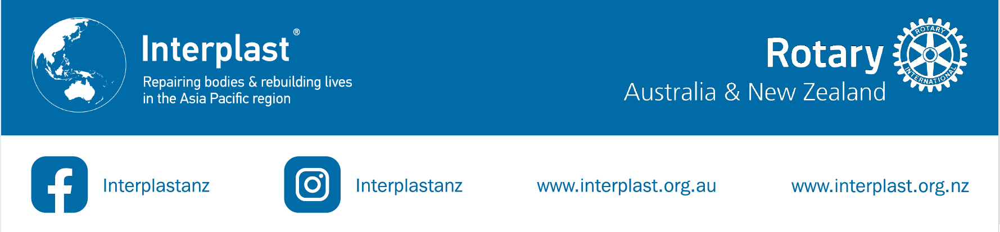 Interplast®
Repairing bodies & rebuilding lives
in the Asia Pacific region
Rotary
Australia & New Zealand
ROTARY
INTERNATIONAL
Interplastanz
Interplastanz
www.interplast.org.au
www.interplast.org.nz